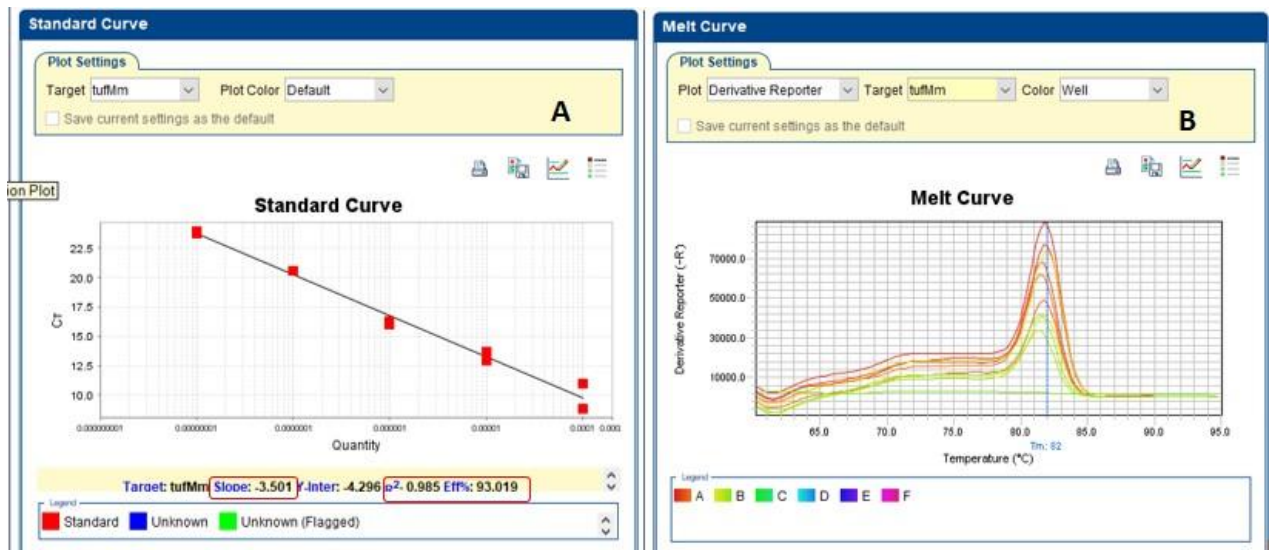 Standard Curve
Plot Settings
Target tufMm Plot Color Default
Save current settings as the default
A
ion Plot
Standard Curve
CT
22.5
20.0
17.5
15.0
12.5
10.0
0.00000001 0.0000001 0.000001 0.00001 0.0001 0.000
Quantity
Target: tufMm Slope: -3.501 Y-Inter: -4.296 R²- 0.985 Eff%: 93.019
Legend
Standard Unknown Unknown (Flagged)
Melt Curve
Plot Settings
Plot Derivative Reporter Target tufMm Color Well
Save current settings as the default
B
Melt Curve
Derivative Reporter (-R)
70000.0
50000.0
30000.0
10000.0
65.0 70.0 75.0 80.0 85.0 90.0 95.0
Tm: 82
Temperature (°C)
Legend
A B C D E F